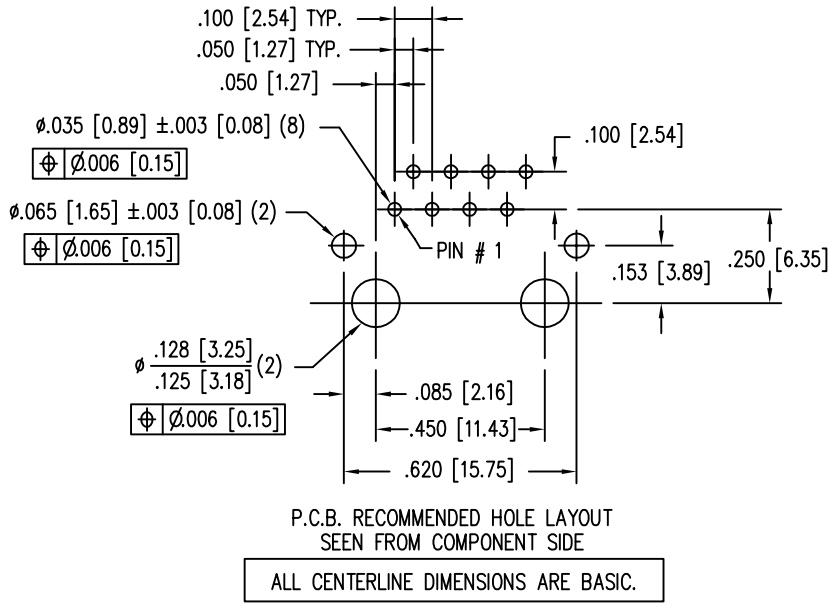 .100 [2.54] TYP.
.050 [1.27] TYP.
.050 [1.27]
ø.035 [0.89] ±.003 [0.08] (8)
⌖ Ø.006 [0.15]
.100 [2.54]
ø.065 [1.65] ±.003 [0.08] (2)
⌖ Ø.006 [0.15]
PIN # 1
.153 [3.89]
.250 [6.35]
ø .128 [3.25]
.125 [3.18] (2)
⌖ Ø.006 [0.15]
.085 [2.16]
.450 [11.43]
.620 [15.75]
P.C.B. RECOMMENDED HOLE LAYOUT
SEEN FROM COMPONENT SIDE
ALL CENTERLINE DIMENSIONS ARE BASIC.